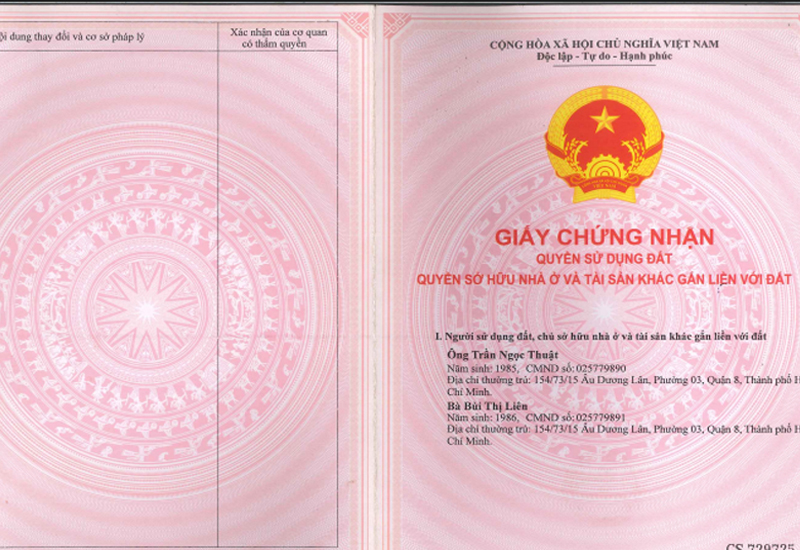 dung thay đổi và cơ sở pháp lý
Xác nhận của cơ quan
có thẩm quyền
CỘNG HÒA XÃ HỘI CHỦ NGHĨA VIỆT NAM
Độc lập - Tự do - Hạnh phúc
GIẤY CHỨNG NHẬN
QUYỀN SỬ DỤNG ĐẤT
QUYỀN SỞ HỮU NHÀ Ở VÀ TÀI SẢN KHÁC GẮN LIỀN VỚI ĐẤT
I. Người sử dụng đất, chủ sở hữu nhà ở và tài sản khác gắn liền với đất
Ông Trần Ngọc Thuật
Năm sinh: 1985, CMND số: 025779890
Địa chỉ thường trú: 154/73/15 Âu Dương Lân, Phường 03, Quận 8, Thành phố H
Chí Minh.
Bà Bùi Thị Liên
Năm sinh: 1986, CMND số: 025779891
Địa chỉ thường trú: 154/73/15 Âu Dương Lân, Phường 03, Quận 8, Thành phố H
Chí Minh.
CS 729725